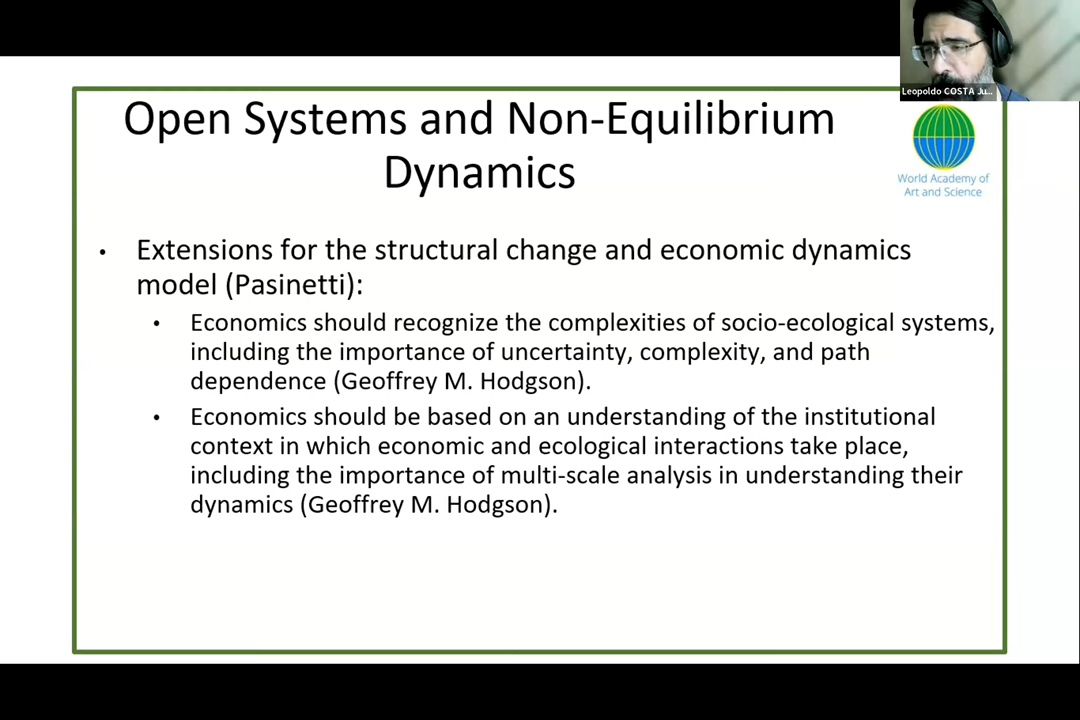 Leopoldo COSTA Ju...
Open Systems and Non-Equilibrium
Dynamics
World Academy of
Art and Science
• Extensions for the structural change and economic dynamics
model (Pasinetti):
• Economics should recognize the complexities of socio-ecological systems,
including the importance of uncertainty, complexity, and path
dependence (Geoffrey M. Hodgson).
• Economics should be based on an understanding of the institutional
context in which economic and ecological interactions take place,
including the importance of multi-scale analysis in understanding their
dynamics (Geoffrey M. Hodgson).